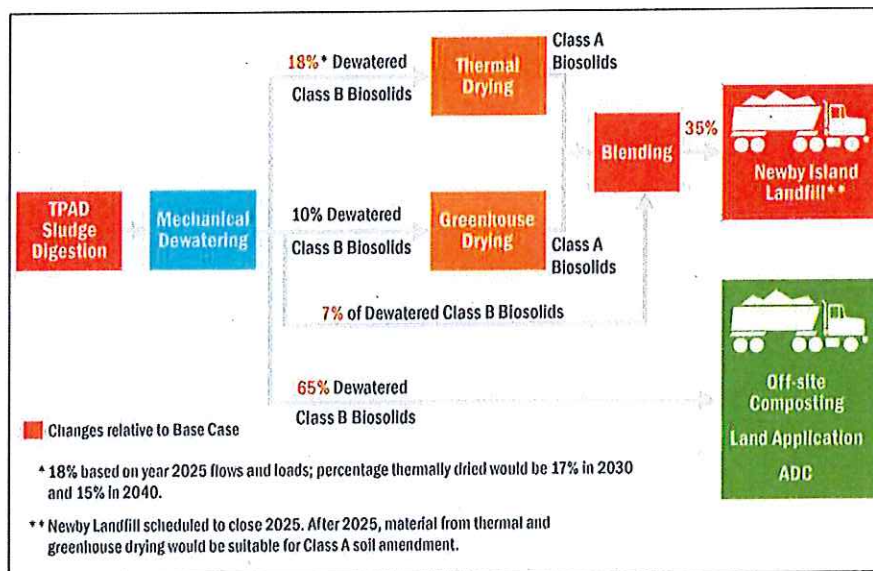 18%* Dewatered
Class B Biosolids
Thermal
Drying
Class A
Biosolids
Blending
35%
Newby Island
Landfill**
TPAD
Sludge
Digestion
Mechanical
Dewatering
10% Dewatered
Class B Biosolids
Greenhouse
Drying
Class A
Biosolids
7% of Dewatered Class B Biosolids
65% Dewatered
Class B Biosolids
Off-site
Composting
Land Application
ADC
Changes relative to Base Case
* 18% based on year 2025 flows and loads; percentage thermally dried would be 17% in 2030
and 15% in 2040.
** Newby Landfill scheduled to close 2025. After 2025, material from thermal and
greenhouse drying would be suitable for Class A soil amendment.